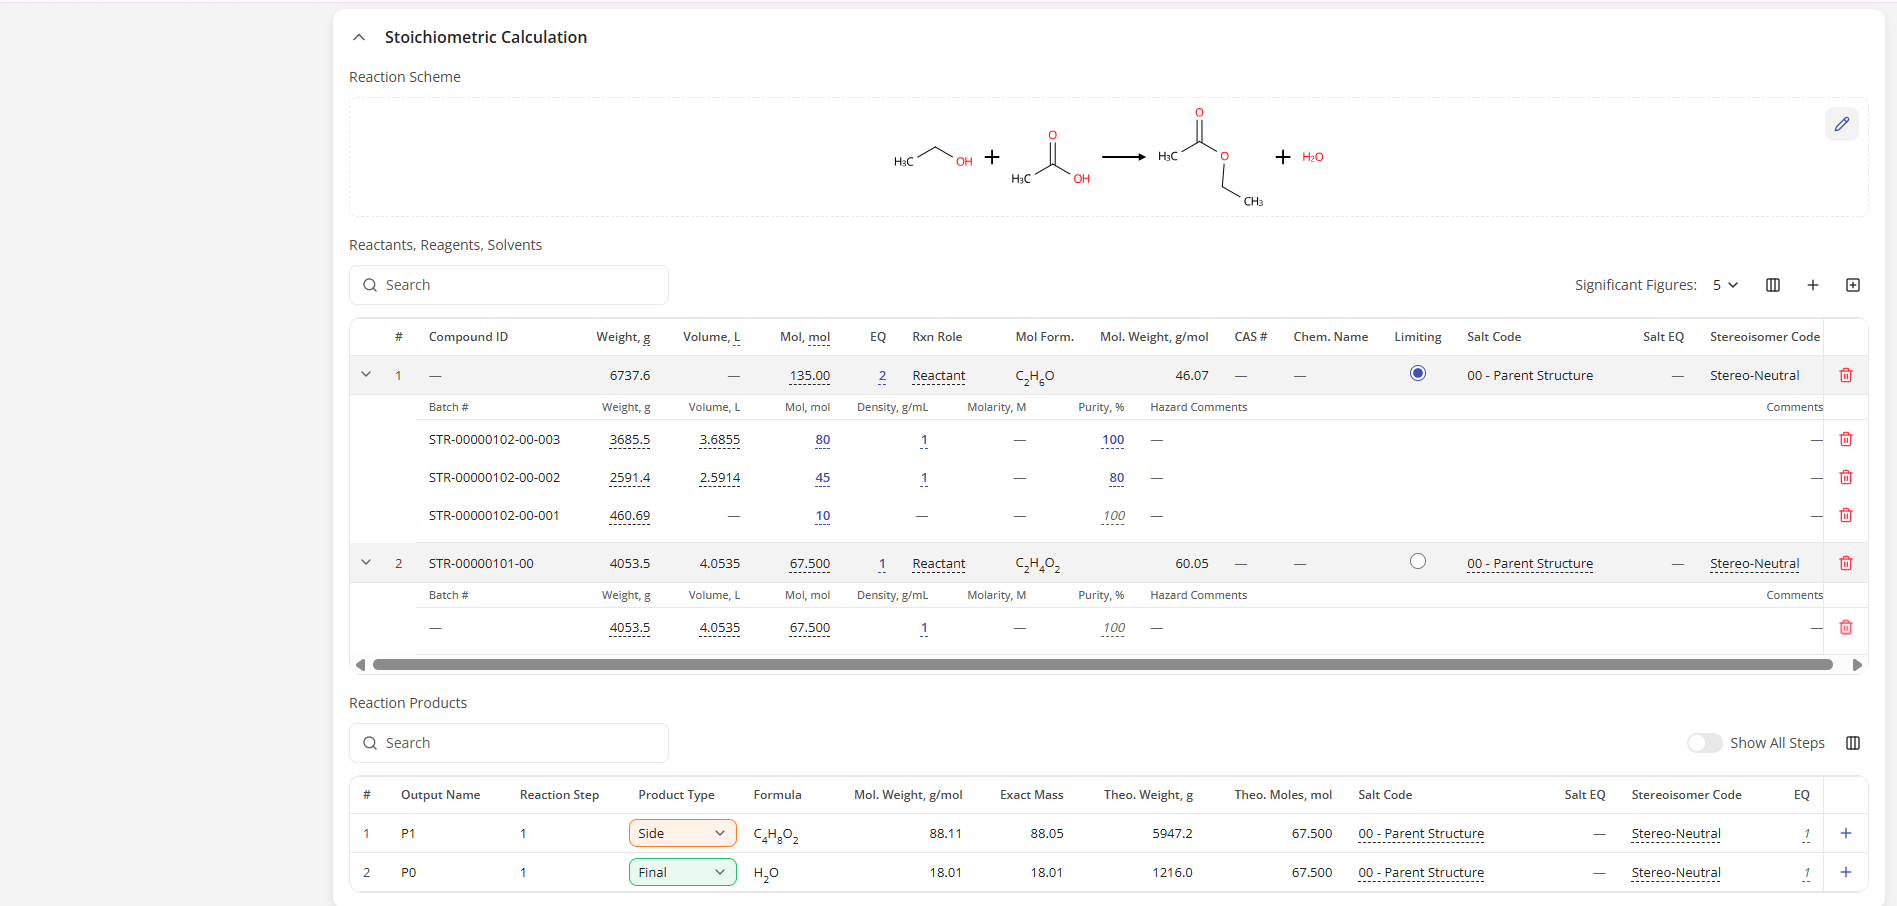 Stoichiometric Calculation
Reaction Scheme
H₃C OH + H₃C O OH H₃C O O CH₃ + H₂O
Reactants, Reagents, Solvents
Search Significant Figures: 5
# Compound ID Weight, g Volume, L Mol, mol EQ Rxn Role Mol Form. Mol. Weight, g/mol CAS # Chem. Name Limiting Salt Code Salt EQ Stereoisomer Code
1 — 6737.6 — 135.00 2 Reactant C₂H₆O 46.07 — — 00 - Parent Structure — Stereo-Neutral
Batch # Weight, g Volume, L Mol, mol Density, g/mL Molarity, M Purity, % Hazard Comments Comments
STR-00000102-00-003 3685.5 3.6855 80 1 — 100 — —
STR-00000102-00-002 2591.4 2.5914 45 1 — 80 — —
STR-00000102-00-001 460.69 — 10 — — 100 — —
2 STR-00000101-00 4053.5 4.0535 67.500 1 Reactant C₂H₄O₂ 60.05 — — 00 - Parent Structure — Stereo-Neutral
Batch # Weight, g Volume, L Mol, mol Density, g/mL Molarity, M Purity, % Hazard Comments Comments
— 4053.5 4.0535 67.500 1 — 100 — —
Reaction Products
Search Show All Steps
# Output Name Reaction Step Product Type Formula Mol. Weight, g/mol Exact Mass Theo. Weight, g Theo. Moles, mol Salt Code Salt EQ Stereoisomer Code EQ
1 P1 1 Side C₄H₈O₂ 88.11 88.05 5947.2 67.500 00 - Parent Structure — Stereo-Neutral 1
2 P0 1 Final H₂O 18.01 18.01 1216.0 67.500 00 - Parent Structure — Stereo-Neutral 1